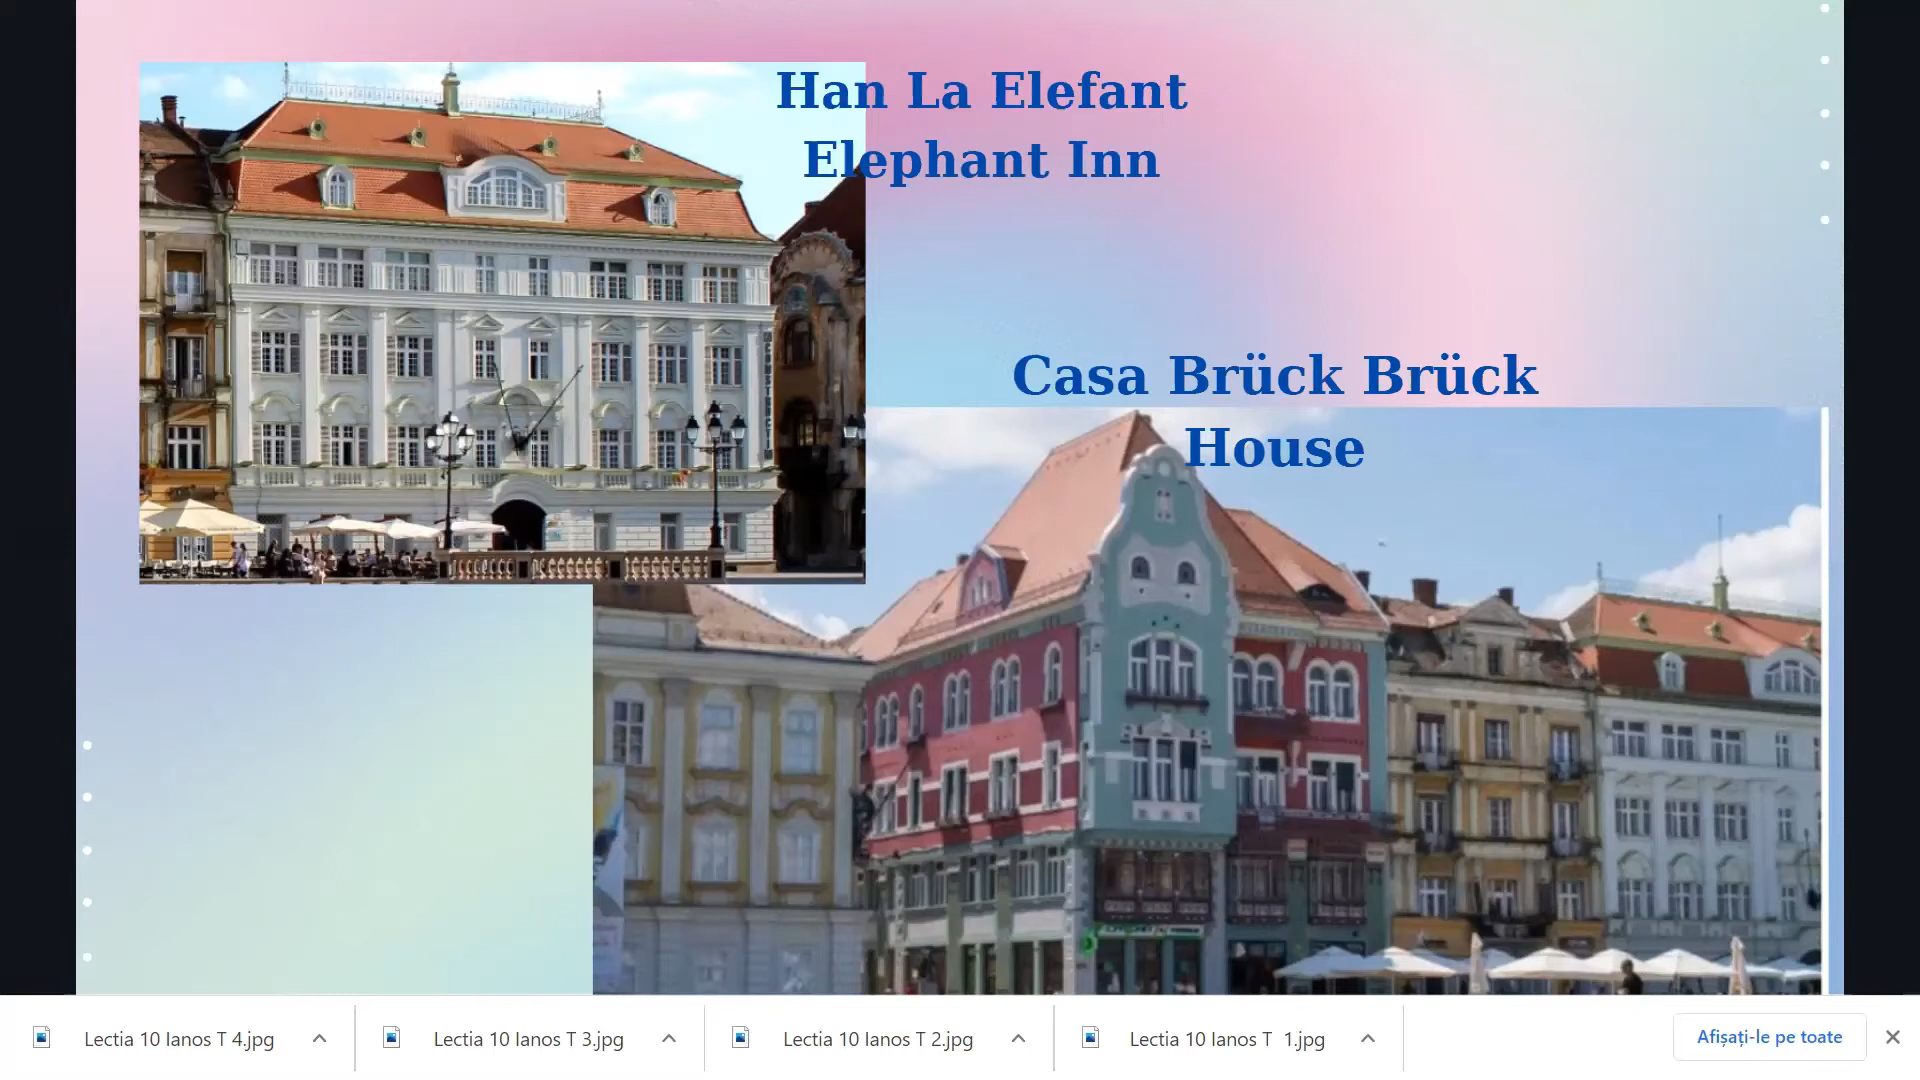 Han La Elefant
Elephant Inn
Casa Brück Brück
House
Lectia 10 Ianos T 4.jpg
Lectia 10 Ianos T 3.jpg
Lectia 10 Ianos T 2.jpg
Lectia 10 Ianos T  1.jpg
Afișați-le pe toate